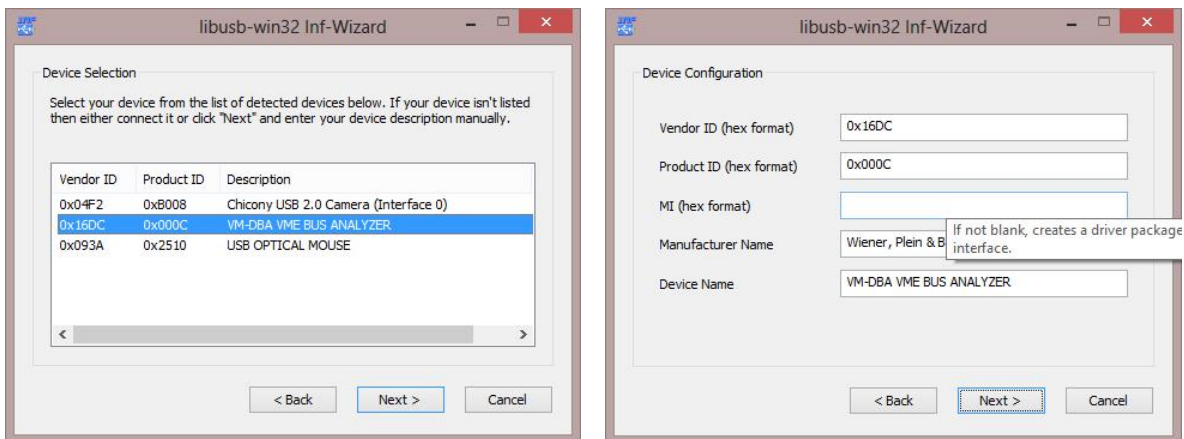 libusb-win32 Inf-Wizard
Device Selection
Select your device from the list of detected devices below. If your device isn't listed
then either connect it or click "Next" and enter your device description manually.
Vendor ID Product ID Description
0x04F2 0xB008 Chicony USB 2.0 Camera (Interface 0)
0x16DC 0x000C VM-DBA VME BUS ANALYZER
0x093A 0x2510 USB OPTICAL MOUSE
< Back Next > Cancel
libusb-win32 Inf-Wizard
Device Configuration
Vendor ID (hex format) 0x16DC
Product ID (hex format) 0x000C
MI (hex format)
If not blank, creates a driver package
interface.
Manufacturer Name Wiener, Plein & B
Device Name VM-DBA VME BUS ANALYZER
< Back Next > Cancel